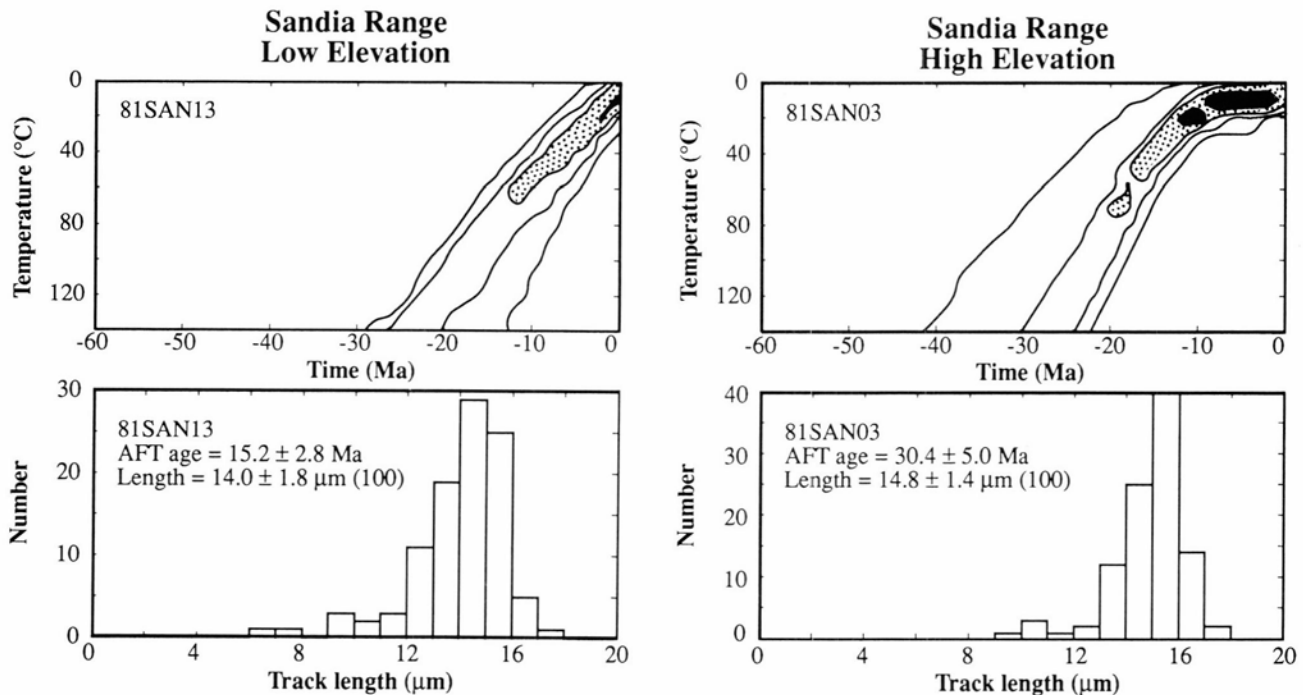 Sandia Range
Low Elevation
0
40
80
120
Temperature (°C)
81SAN13
-60
-50
-40
-30
-20
-10
0
Time (Ma)
30
20
10
0
Number
81SAN13
AFT age = 15.2 ± 2.8 Ma
Length = 14.0 ± 1.8 µm (100)
0
4
8
12
16
20
Track length (µm)
Sandia Range
High Elevation
0
40
80
120
Temperature (°C)
81SAN03
-60
-50
-40
-30
-20
-10
0
Time (Ma)
40
30
20
10
0
Number
81SAN03
AFT age = 30.4 ± 5.0 Ma
Length = 14.8 ± 1.4 µm (100)
0
4
8
12
16
20
Track length (µm)